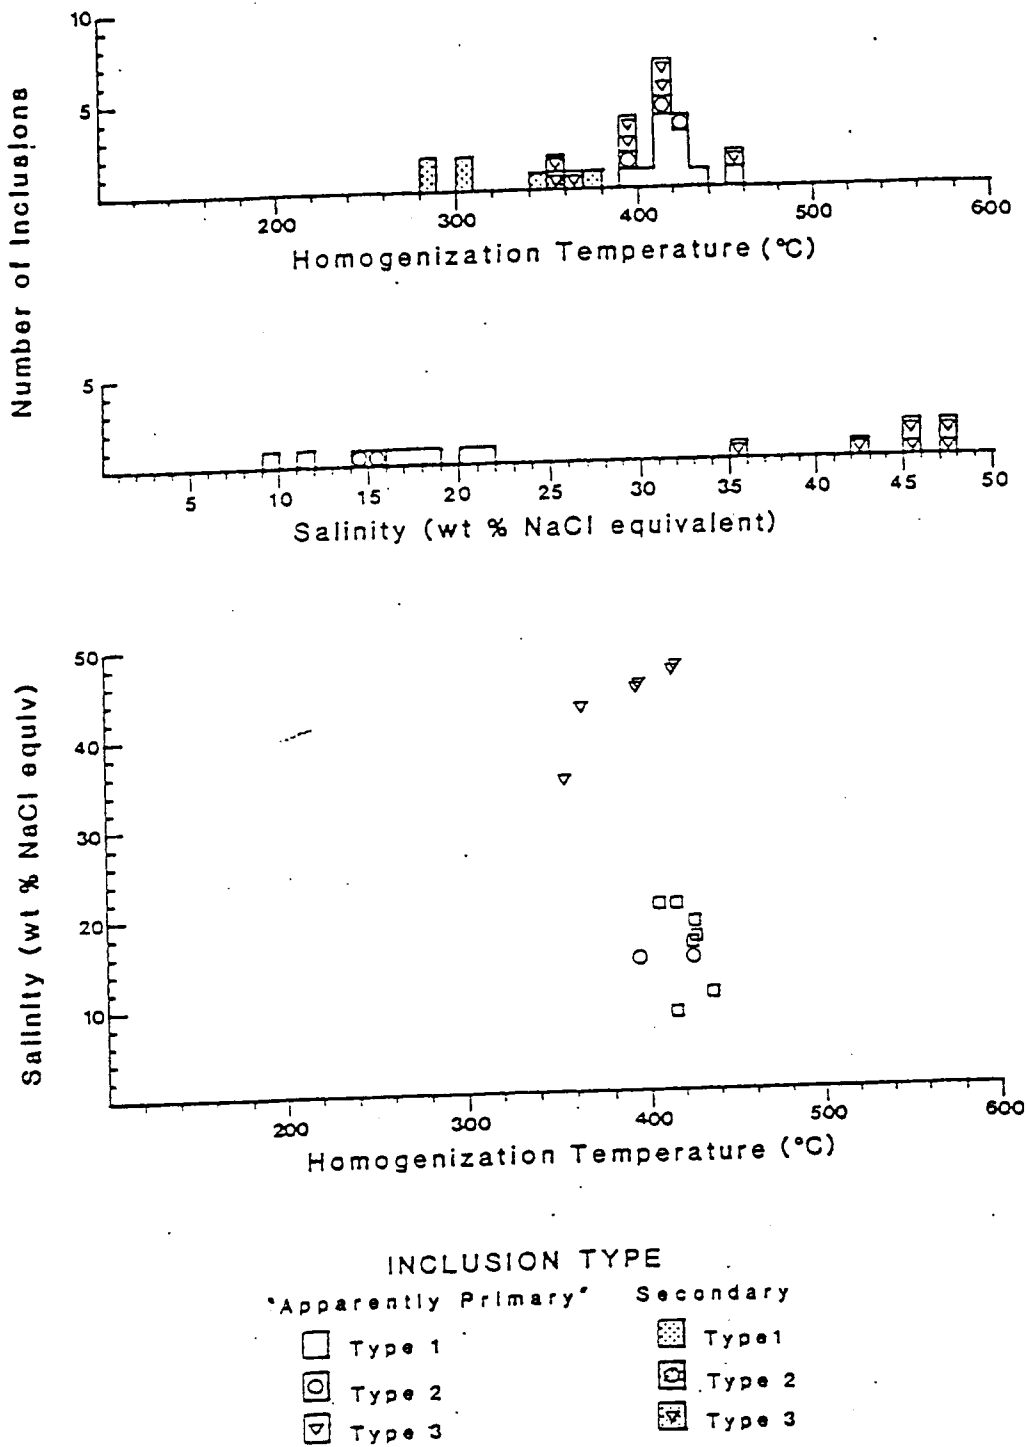 10
5
200 300 400 500 600
Homogenization Temperature (°C)
Number of Inclusions
5
5 10 15 20 25 30 35 40 45 50
Salinity (wt % NaCl equivalent)
50
40
30
20
10
Salinity (wt % NaCl equiv)
200 300 400 500 600
Homogenization Temperature (°C)
INCLUSION TYPE
"Apparently Primary" Secondary
Type 1 Type1
Type 2 Type 2
Type 3 Type 3